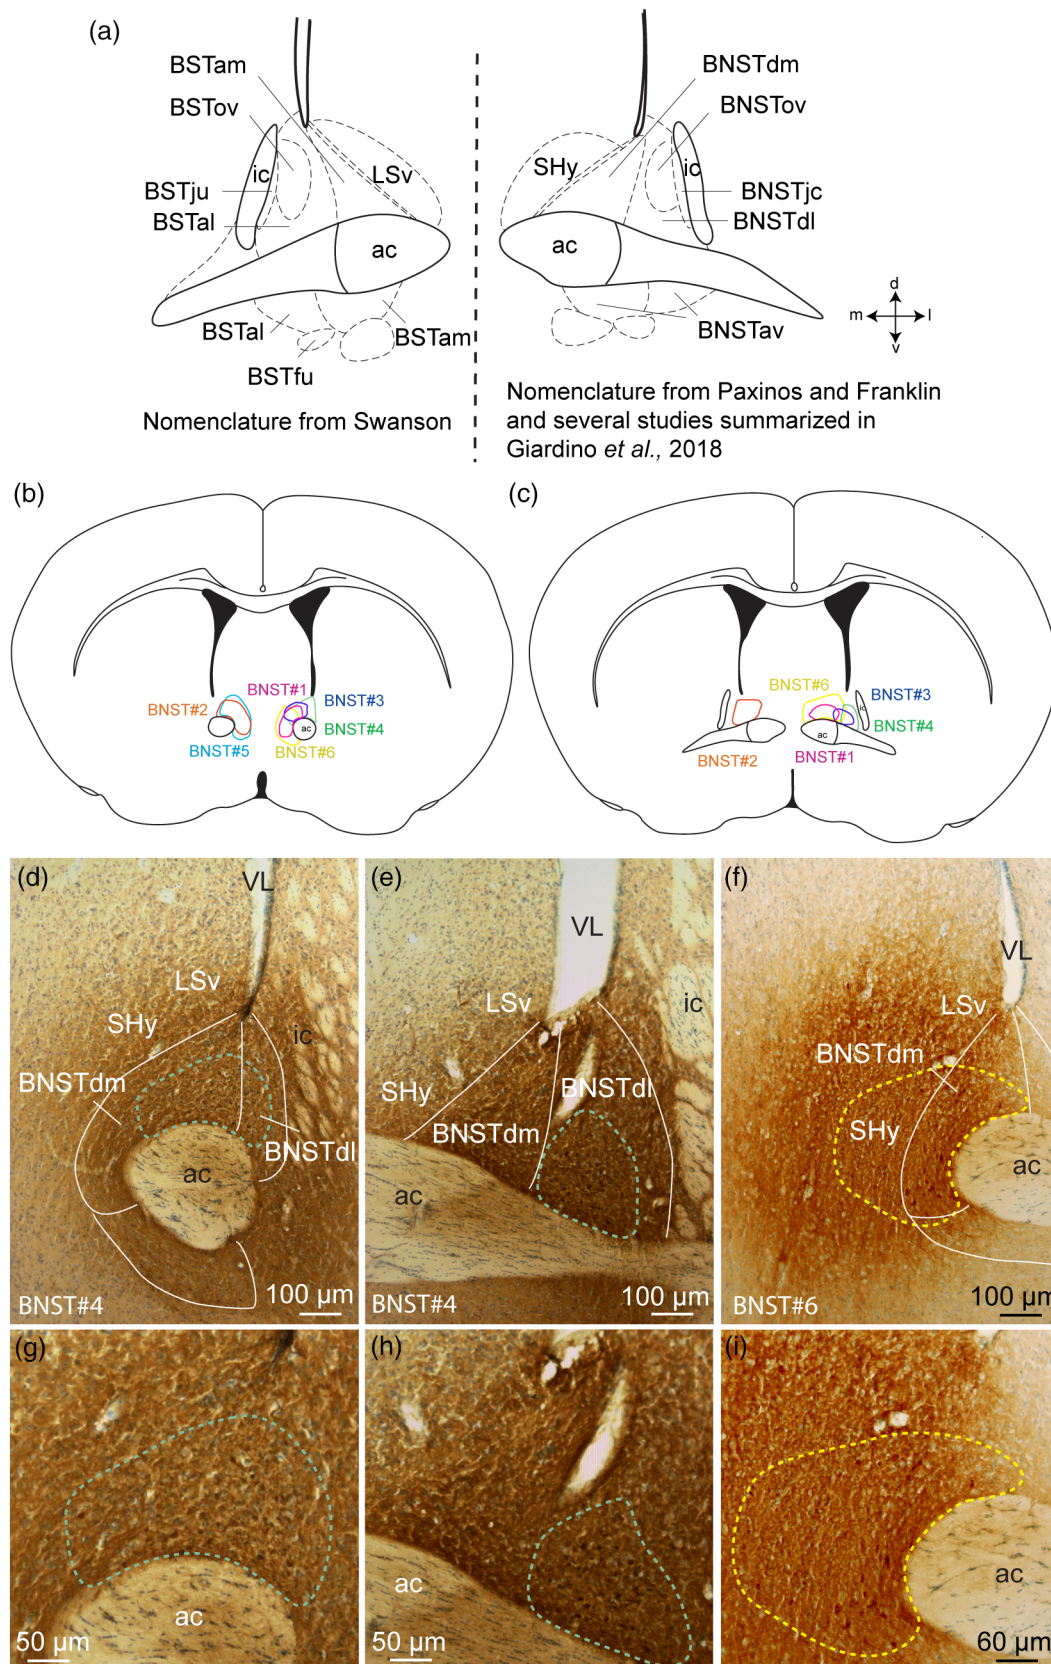 (a)
BSTam
BSTov
ic
LSv
BSTju
BSTal
ac
BSTal
BSTam
BSTfu
Nomenclature from Swanson
BNSTdm
BNSTov
SHy
ic
BNSTjc
BNSTdl
ac
BNSTav
d
m
l
v
Nomenclature from Paxinos and Franklin
and several studies summarized in
Giardino et al., 2018
(b)
BNST#1
BNST#3
BNST#2
ac
BNST#4
BNST#5
BNST#6
(c)
BNST#6
BNST#3
ic
BNST#4
ac
BNST#2
BNST#1
(d)
VL
LSv
SHy
ic
BNSTdm
BNSTdl
ac
BNST#4
100 µm
(e)
VL
LSv
ic
SHy
BNSTdl
BNSTdm
ac
BNST#4
100 µm
(f)
VL
LSv
BNSTdm
SHy
ac
BNST#6
100 µm
(g)
ac
50 µm
(h)
ac
50 µm
(i)
ac
60 µm